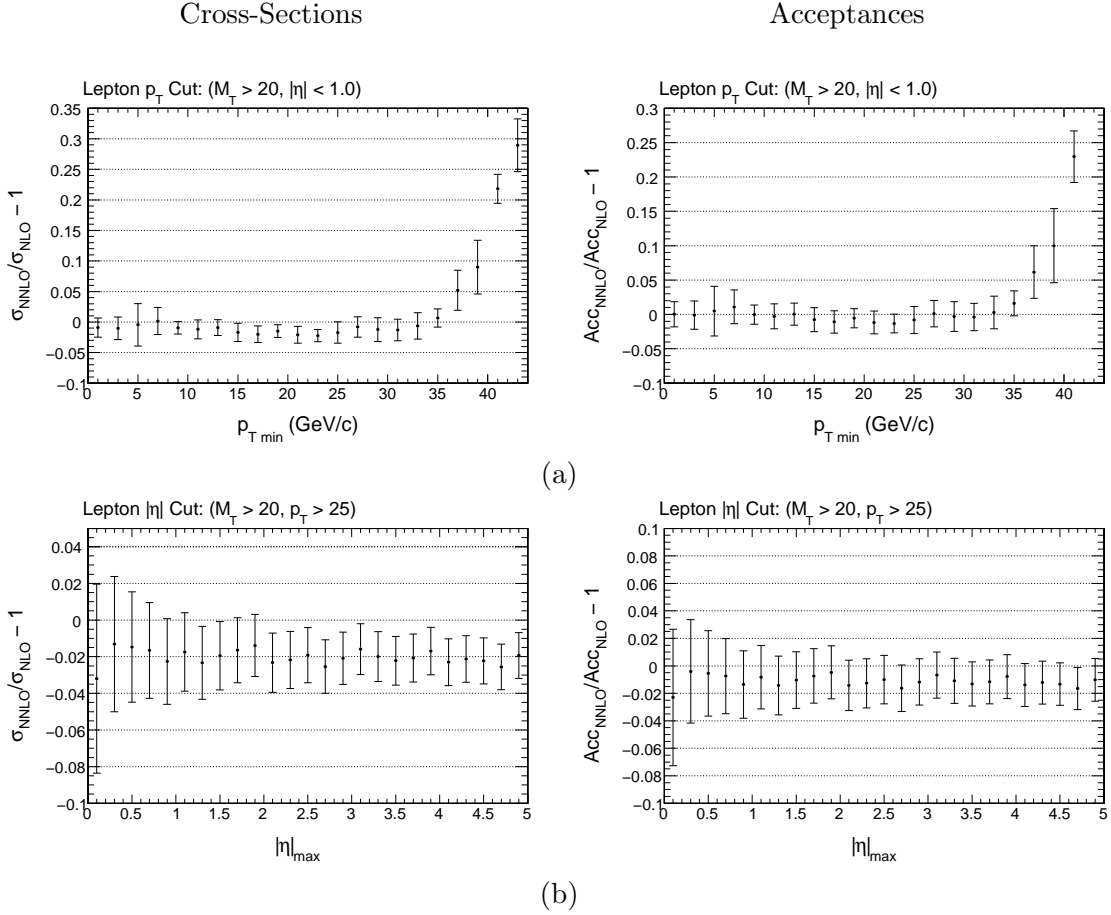 Cross-Sections
Acceptances
Lepton p_T Cut: (M_T > 20, |η| < 1.0)
0.35
0.3
0.25
0.2
0.15
0.1
0.05
0
−0.05
−0.1
σ_NNLO/σ_NLO − 1
0 5 10 15 20 25 30 35 40
p_T min (GeV/c)
Lepton p_T Cut: (M_T > 20, |η| < 1.0)
0.3
0.25
0.2
0.15
0.1
0.05
0
−0.05
−0.1
Acc_NNLO/Acc_NLO − 1
0 5 10 15 20 25 30 35 40
p_T min (GeV/c)
(a)
Lepton |η| Cut: (M_T > 20, p_T > 25)
0.04
0.02
0
−0.02
−0.04
−0.06
−0.08
−0.1
σ_NNLO/σ_NLO − 1
0 0.5 1 1.5 2 2.5 3 3.5 4 4.5 5
|η|_max
Lepton |η| Cut: (M_T > 20, p_T > 25)
0.1
0.08
0.06
0.04
0.02
0
−0.02
−0.04
−0.06
−0.08
−0.1
Acc_NNLO/Acc_NLO − 1
0 0.5 1 1.5 2 2.5 3 3.5 4 4.5 5
|η|_max
(b)